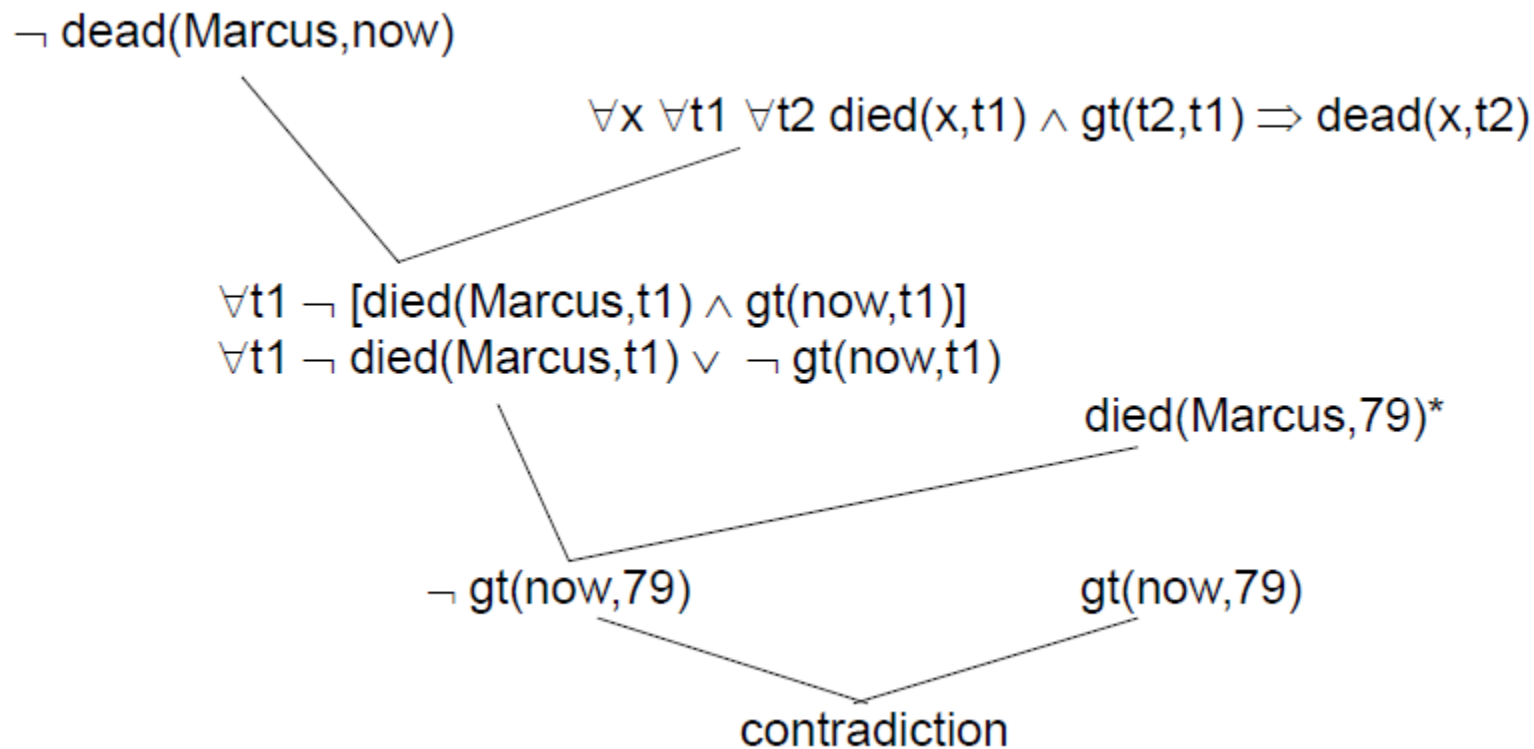 ¬ dead(Marcus,now)
∀x ∀t1 ∀t2 died(x,t1) ∧ gt(t2,t1) ⇒ dead(x,t2)
∀t1 ¬ [died(Marcus,t1) ∧ gt(now,t1)]
∀t1 ¬ died(Marcus,t1) ∨ ¬ gt(now,t1)
died(Marcus,79)*
¬ gt(now,79)
gt(now,79)
contradiction